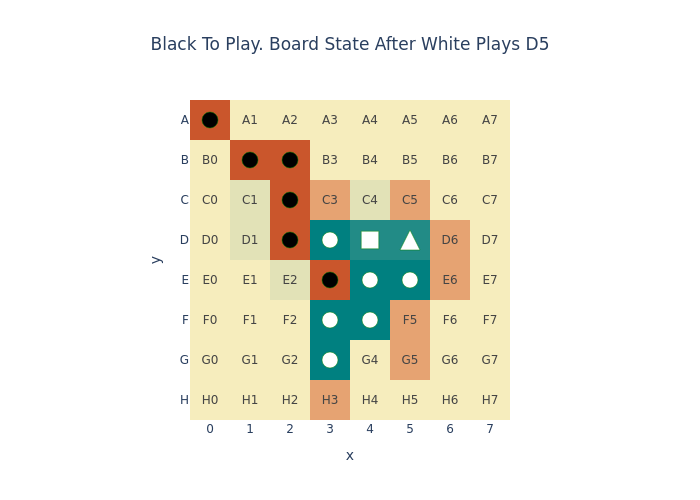 Black To Play. Board State After White Plays D5
A A1 A2 A3 A4 A5 A6 A7
B B0 B3 B4 B5 B6 B7
C C0 C1 C3 C4 C5 C6 C7
D D0 D1 D6 D7
E E0 E1 E2 E6 E7
F F0 F1 F2 F5 F6 F7
G G0 G1 G2 G4 G5 G6 G7
H H0 H1 H2 H3 H4 H5 H6 H7
0 1 2 3 4 5 6 7
x
y